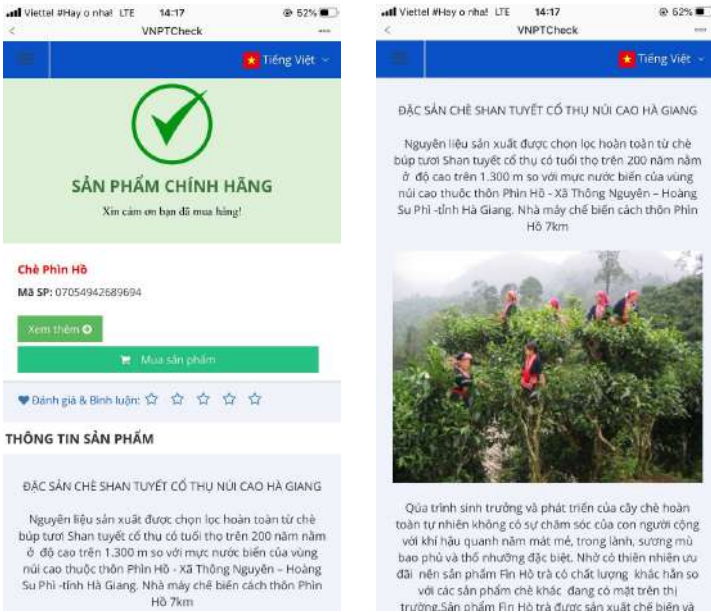 Viettel #Hay o nha! LTE 14:17 52%
VNPTCheck
Tiếng Việt
SẢN PHẨM CHÍNH HÃNG
Xin cảm ơn bạn đã mua hàng!
Chè Phìn Hồ
Mã SP: 07054942689694
Xem thêm
Mua sản phẩm
Đánh giá & Bình luận:
THÔNG TIN SẢN PHẨM
ĐẶC SẢN CHÈ SHAN TUYẾT CỔ THỤ NÚI CAO HÀ GIANG
Nguyên liệu sản xuất được chọn lọc hoàn toàn từ chè
búp tươi Shan tuyết cổ thụ có tuổi thọ trên 200 năm nằm
ở độ cao trên 1.300 m so với mực nước biển của vùng
núi cao thuộc thôn Phìn Hồ - Xã Thông Nguyên – Hoàng
Su Phì -tỉnh Hà Giang. Nhà máy chế biến cách thôn Phìn
Hồ 7km
Viettel #Hay o nha! LTE 14:17 62%
VNPTCheck
Tiếng Việt
ĐẶC SẢN CHÈ SHAN TUYẾT CỔ THỤ NÚI CAO HÀ GIANG
Nguyên liệu sản xuất được chọn lọc hoàn toàn từ chè
búp tươi Shan tuyết cổ thụ có tuổi thọ trên 200 năm nằm
ở độ cao trên 1.300 m so với mực nước biển của vùng
núi cao thuộc thôn Phìn Hồ - Xã Thông Nguyên – Hoàng
Su Phì -tỉnh Hà Giang. Nhà máy chế biến cách thôn Phìn
Hồ 7km
Qúa trình sinh trưởng và phát triển của cây chè hoàn
toàn tự nhiên không có sự chăm sóc của con người cộng
với khí hậu quanh năm mát mẻ, trong lành, sương mù
bao phủ và thổ nhưỡng đặc biệt. Nhờ có thiên nhiên ưu
đãi nên sản phẩm Fìn Hò trà có chất lượng khác hẳn so
với các sản phẩm chè khác đang có mặt trên thị
trường.Sản phẩm Fìn Hò trà được sản xuất chế biến và